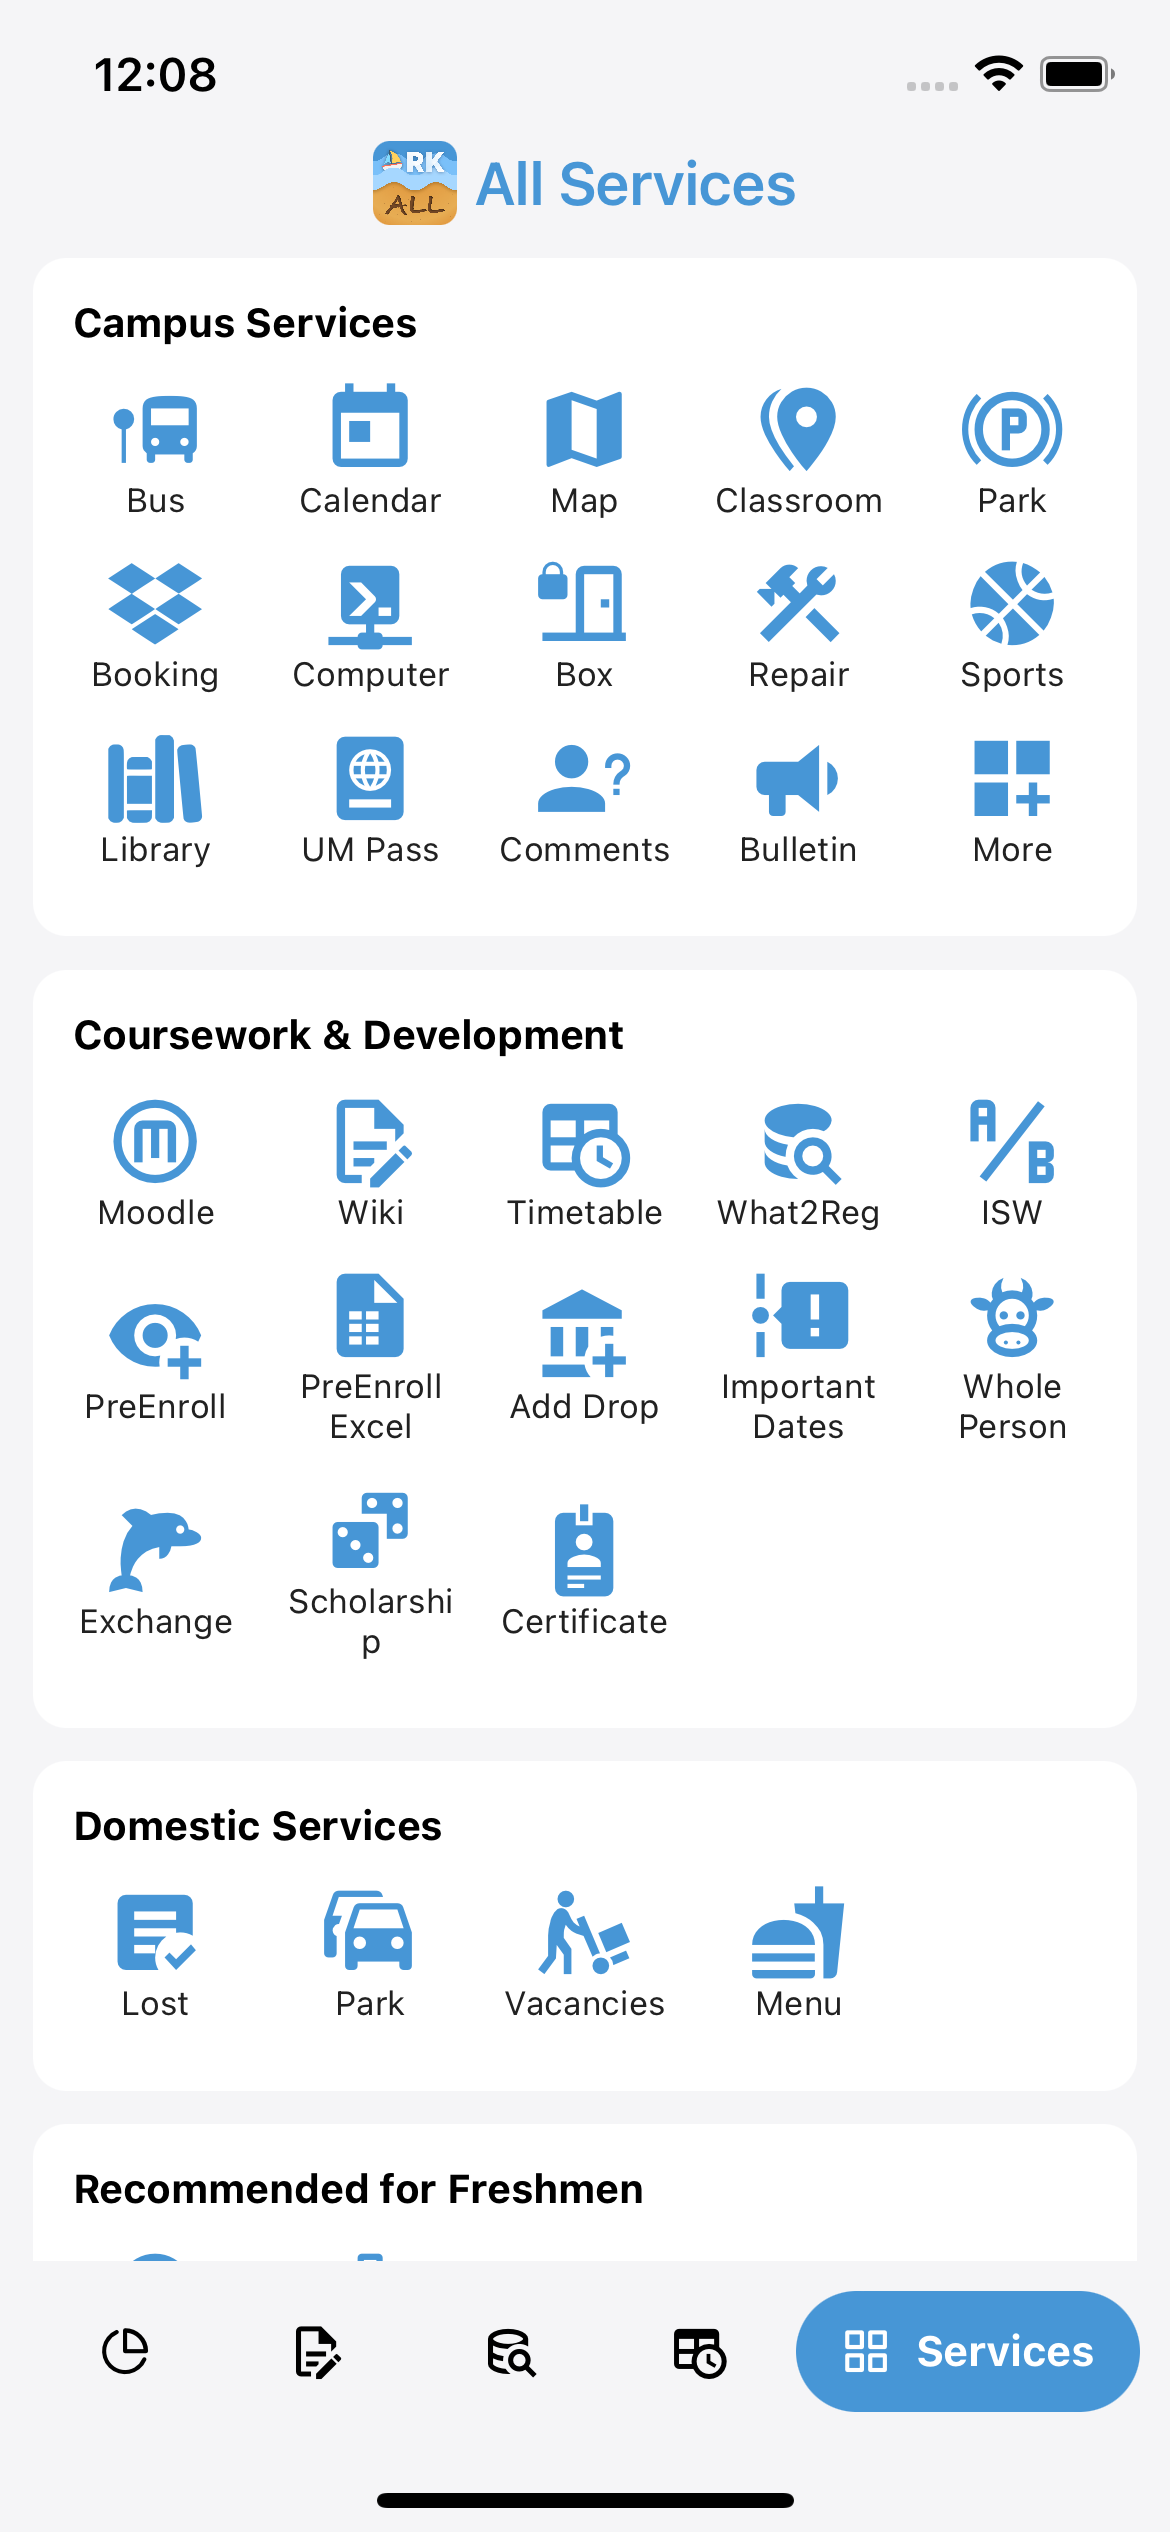 12:08
ARK
ALL
All Services
Campus Services
Bus
Calendar
Map
Classroom
P
Park
Booking
Computer
Box
Repair
Sports
Library
UM Pass
?
Comments
Bulletin
More
Coursework & Development
m
Moodle
Wiki
Timetable
What2Reg
A/B
ISW
PreEnroll
PreEnroll
Excel
Add Drop
!
Important
Dates
Whole
Person
Exchange
Scholarshi
p
Certificate
Domestic Services
Lost
Park
Vacancies
Menu
Recommended for Freshmen
Services